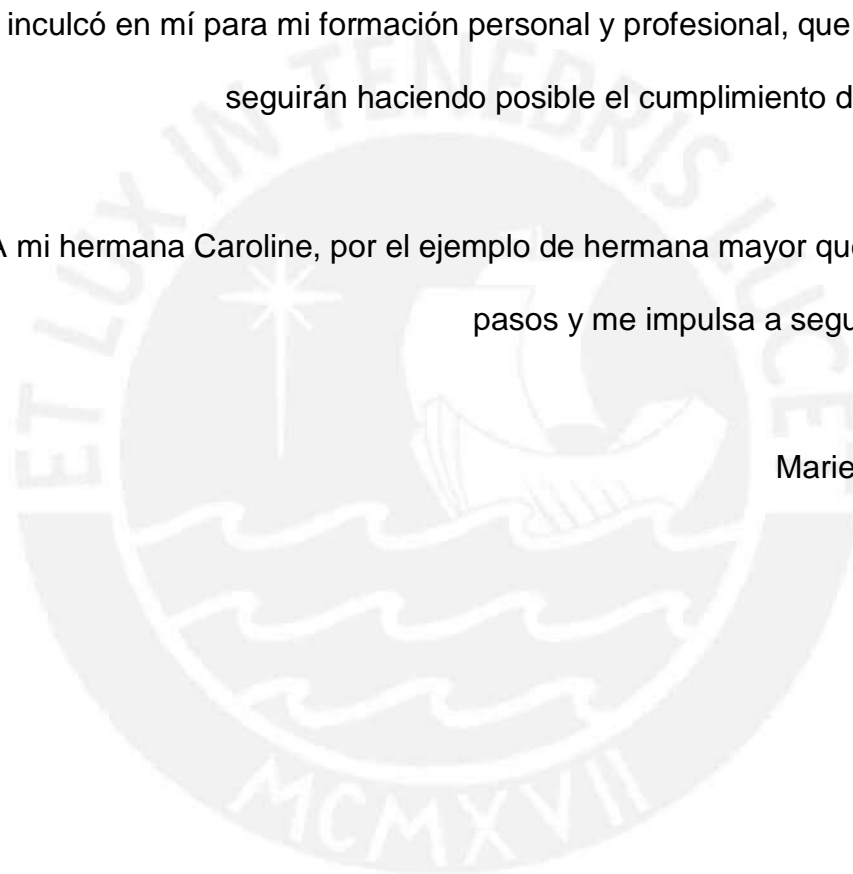 inculcó en mí para mi formación personal y profesional, que
seguirán haciendo posible el cumplimiento d
A mi hermana Caroline, por el ejemplo de hermana mayor que
pasos y me impulsa a segu
Marie
ET LUX IN TENEBRIS LUCET
MCMXVII